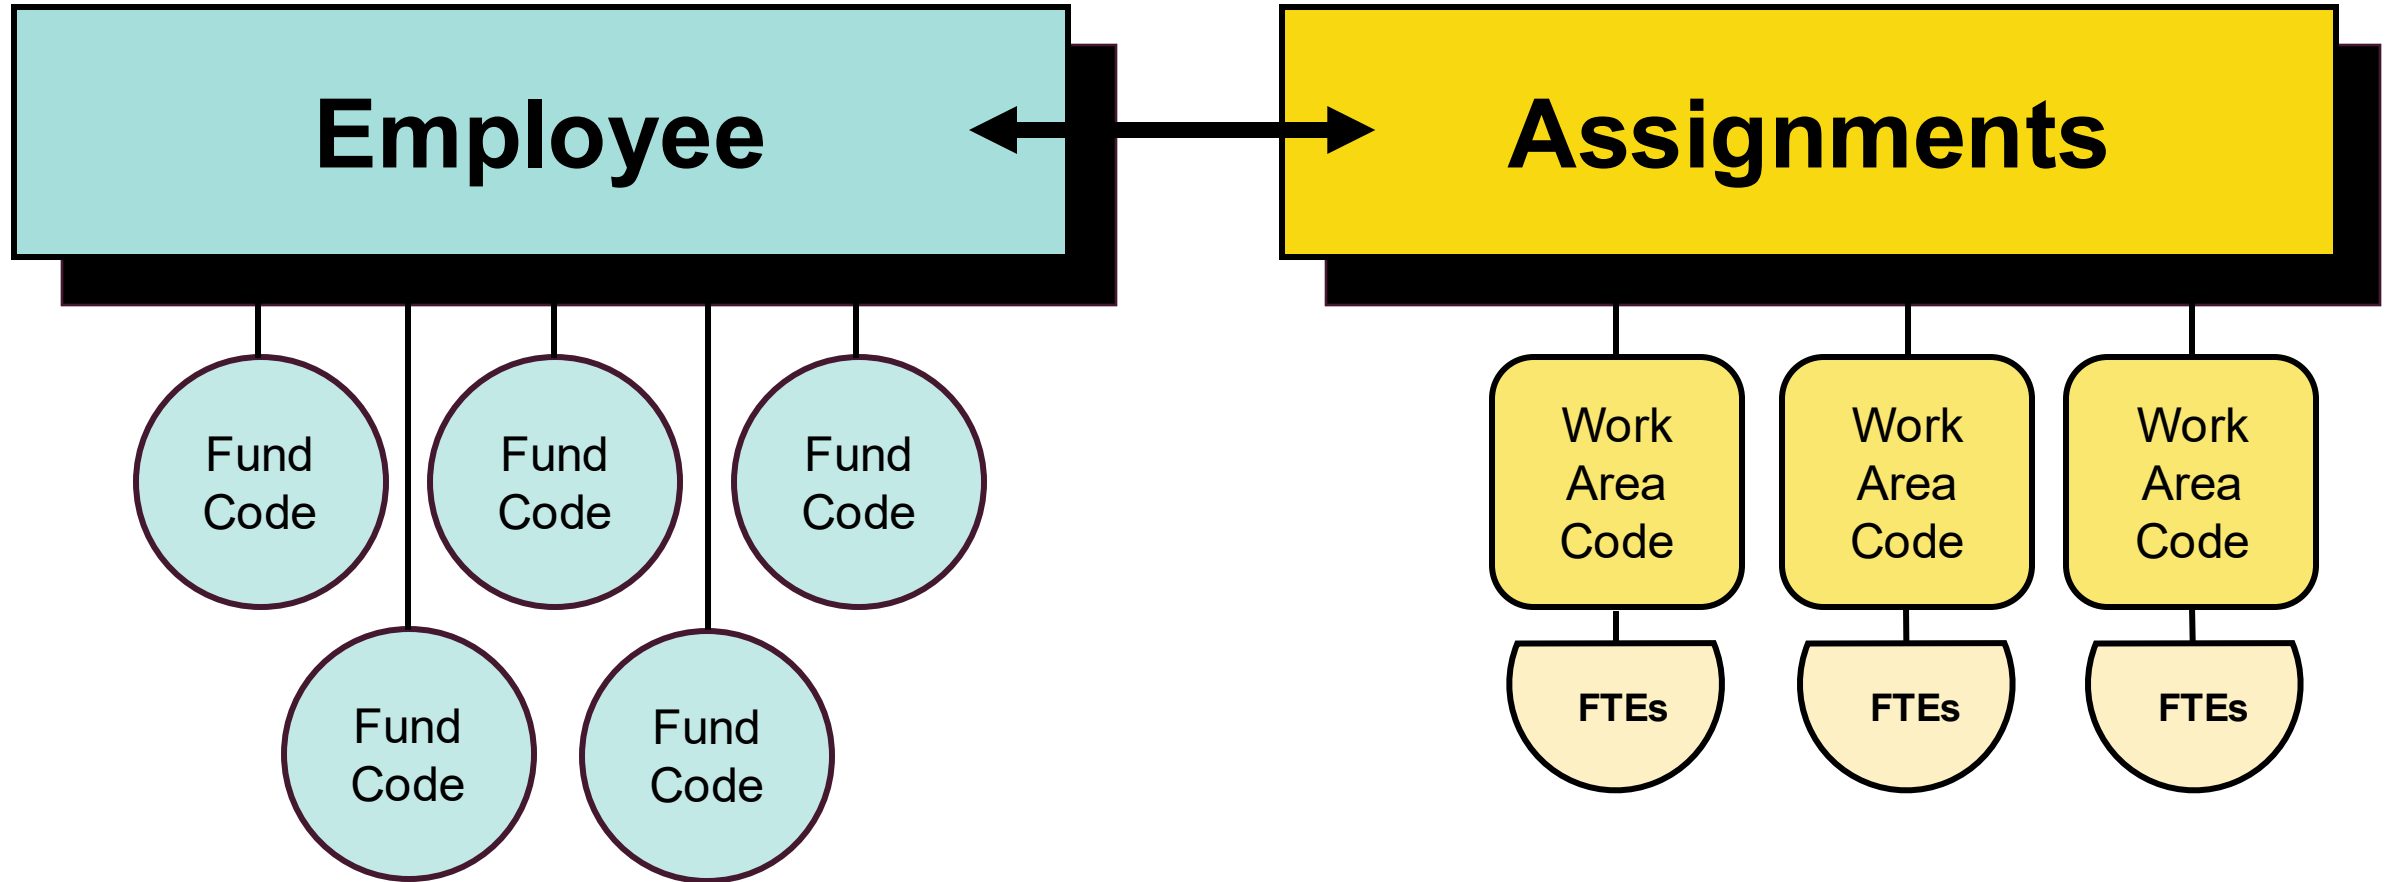 Employee
Assignments
Fund
Code
Fund
Code
Fund
Code
Fund
Code
Fund
Code
Work
Area
Code
Work
Area
Code
Work
Area
Code
FTEs
FTEs
FTEs